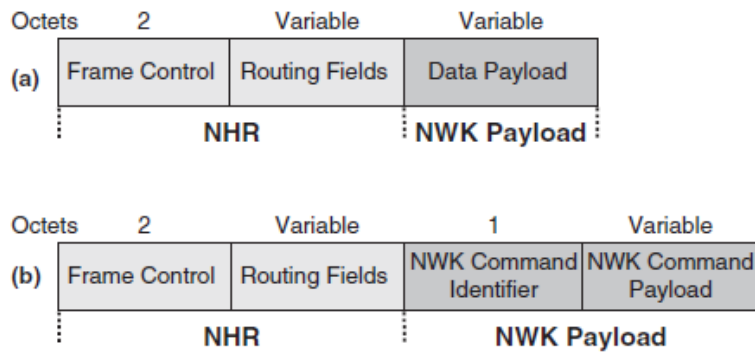 Octets 2 Variable Variable
(a) Frame Control Routing Fields Data Payload
NHR NWK Payload
Octets 2 Variable 1 Variable
(b) Frame Control Routing Fields NWK Command Identifier NWK Command Payload
NHR NWK Payload